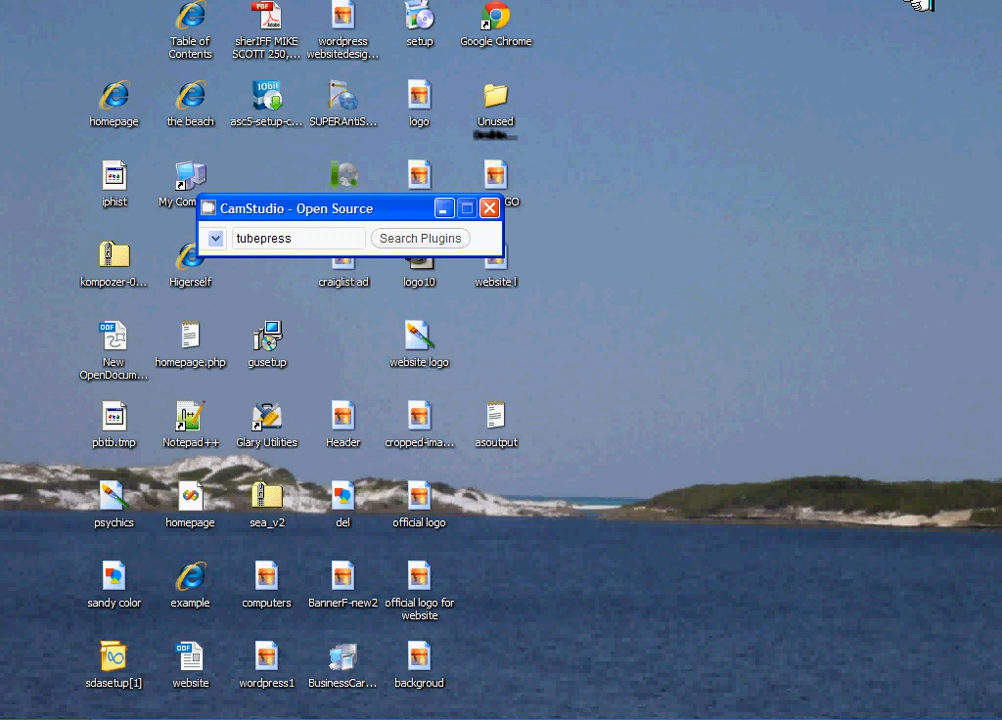 Table of
Contents
sherIFF MIKE
SCOTT 250,...
wordpress
websitedesig...
setup
Google Chrome
homepage
the beach
asc5-setup-c...
SUPERAntiS...
logo
Unused
iphist
My Com
GO
CamStudio - Open Source
tubepress
Search Plugins
kompozer-0...
Higerself
craiglist ad
logo10
website l
New
OpenDocum...
homepage.php
gusetup
website logo
pbtb.tmp
Notepad++
Glary Utilities
Header
cropped-ma...
asoutput
psychics
homepage
sea_v2
del
official logo
sandy color
example
computers
BannerF-new2
official logo for
website
sdasetup[1]
website
wordpress1
BusinessCar...
backgroud